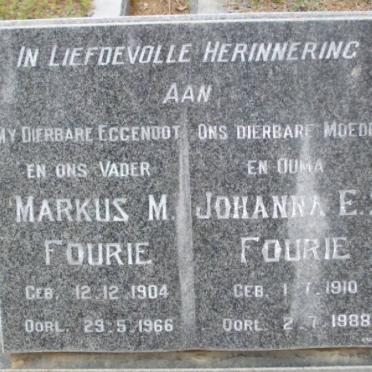 IN LIEFDEVOLLE HERINNERING
AAN
MY DIERBARE EGGENOOT
EN ONS VADER
MARKUS M.
FOURIE
GEB. 12.12.1904
OORL. 29.5.1966
ONS DIERBARE MOEDE
EN OUMA
JOHANNA E.
FOURIE
GEB. 1.7.1910
OORL. 2.7.1988